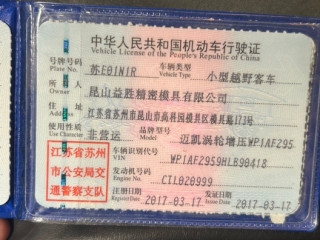 中华人民共和国机动车行驶证
Vehicle License of the People's Republic of China
号牌号码 苏E01N1R 车辆类型 小型越野客车
Plate No. Vehicle Type
所有人 昆山益胜精密模具有限公司
Owner
住址 江苏省苏州市昆山市高科园模具路173号
Address
使用性质 非营运 品牌型号 迈凯涡轮增压WP1AF295
Use Character Model
江苏省苏州
市公安局交
通警察支队
车辆识别代号 WP1AF2959HLB90418
VIN
发动机号码 CTL020999
Engine No.
注册日期 2017-03-17 发证日期 2017-03-17
Register Date Issue Date